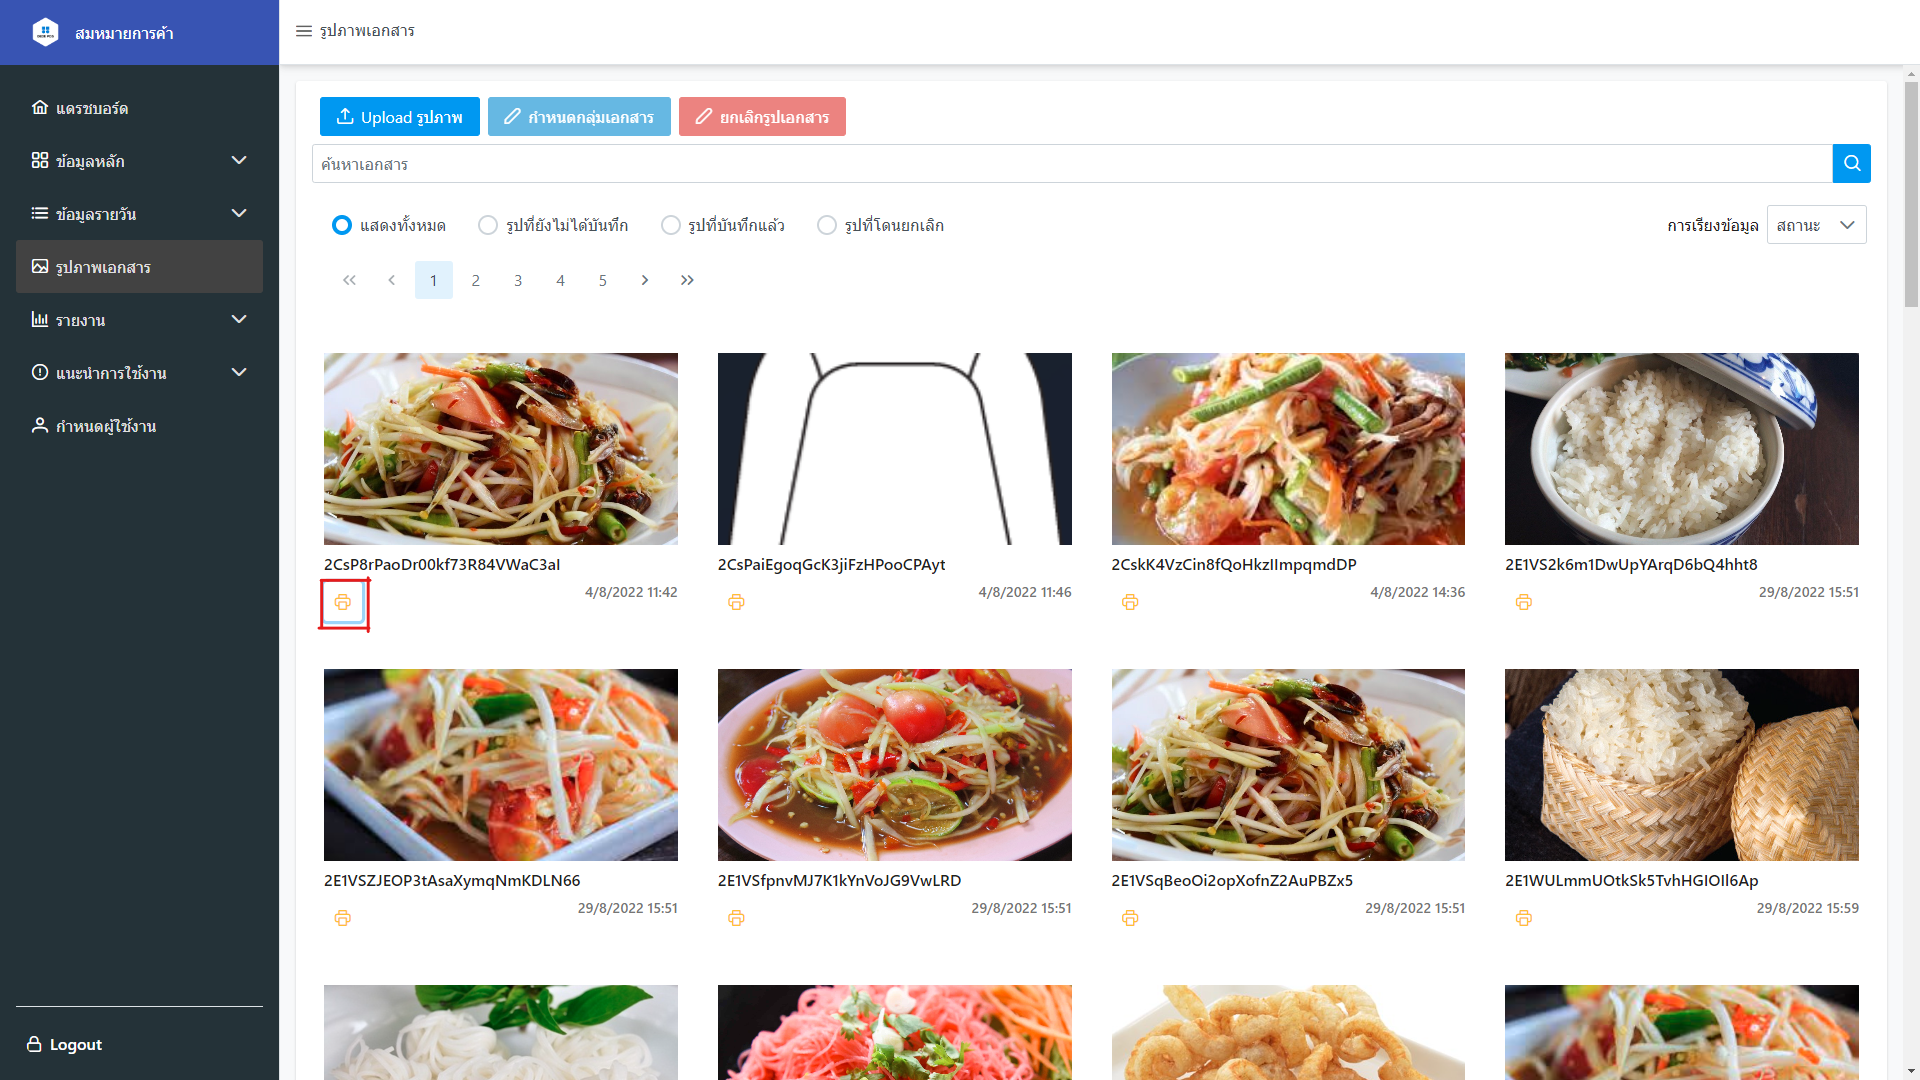 สมหมายการค้า
รูปภาพเอกสาร
แดรชบอร์ด
ข้อมูลหลัก
ข้อมูลรายวัน
รูปภาพเอกสาร
รายงาน
แนะนำการใช้งาน
กำหนดผู้ใช้งาน
Logout
Upload รูปภาพ
กำหนดกลุ่มเอกสาร
ยกเลิกรูปเอกสาร
ค้นหาเอกสาร
แสดงทั้งหมด รูปที่ยังไม่ได้บันทึก รูปที่บันทึกแล้ว รูปที่โดนยกเลิก การเรียงข้อมูล สถานะ
1 2 3 4 5
2CsP8rPaoDr00kf73R84VWaC3aI
4/8/2022 11:42
2CsPaiEgoqGcK3jiFzHPooCPAyt
4/8/2022 11:46
2CskK4VzCin8fQoHkzIImpqmdDP
4/8/2022 14:36
2E1VS2k6m1DwUpYArqD6bQ4hht8
29/8/2022 15:51
2E1VSZJEOP3tAsaXymqNmKDLN66
29/8/2022 15:51
2E1VSfpnvMJ7K1kYnVoJG9VwLRD
29/8/2022 15:51
2E1VSqBeoOi2opXofnZ2AuPBZx5
29/8/2022 15:51
2E1WULmmUOtkSk5TvhHGIOIl6Ap
29/8/2022 15:59